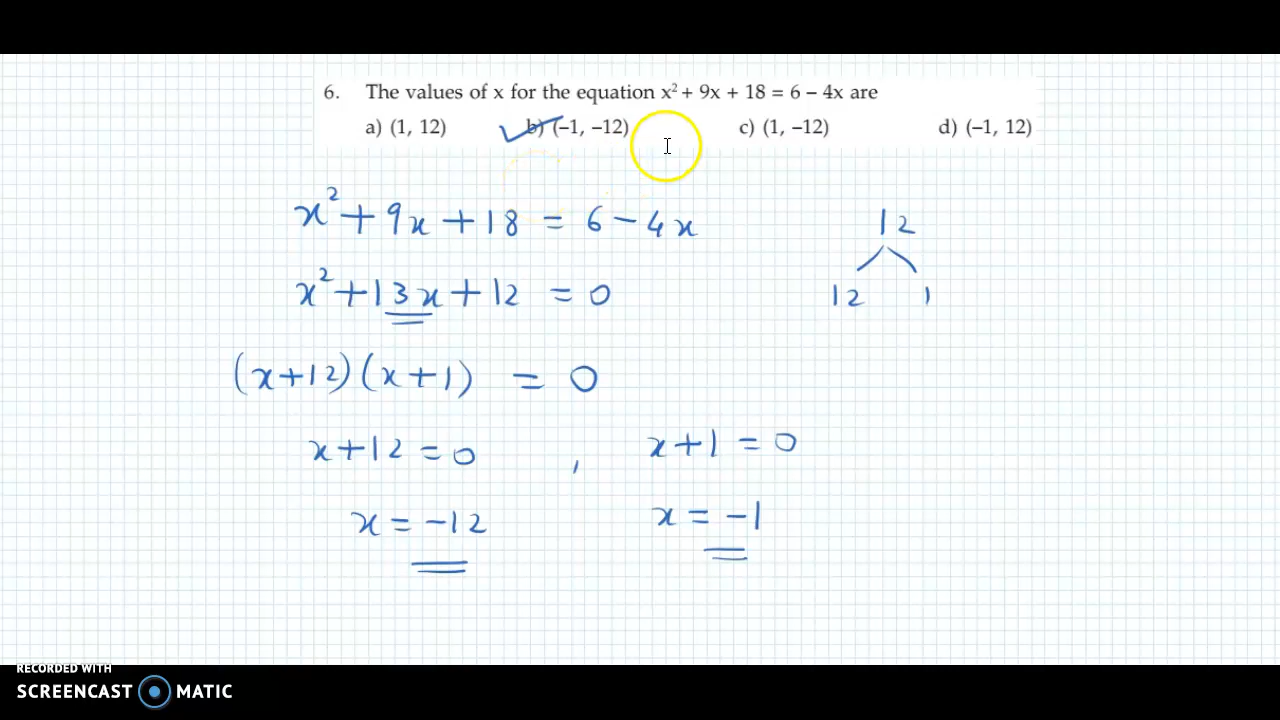 6. The values of x for the equation x² + 9x + 18 = 6 – 4x are
a) (1, 12) b) (–1, –12) c) (1, –12) d) (–1, 12)
x² + 9x + 18 = 6 − 4x
12
x² + 13x + 12 = 0
12 1
(x+12)(x+1) = 0
x+12 = 0 , x+1 = 0
x = −12 x = −1
RECORDED WITH
SCREENCAST MATIC